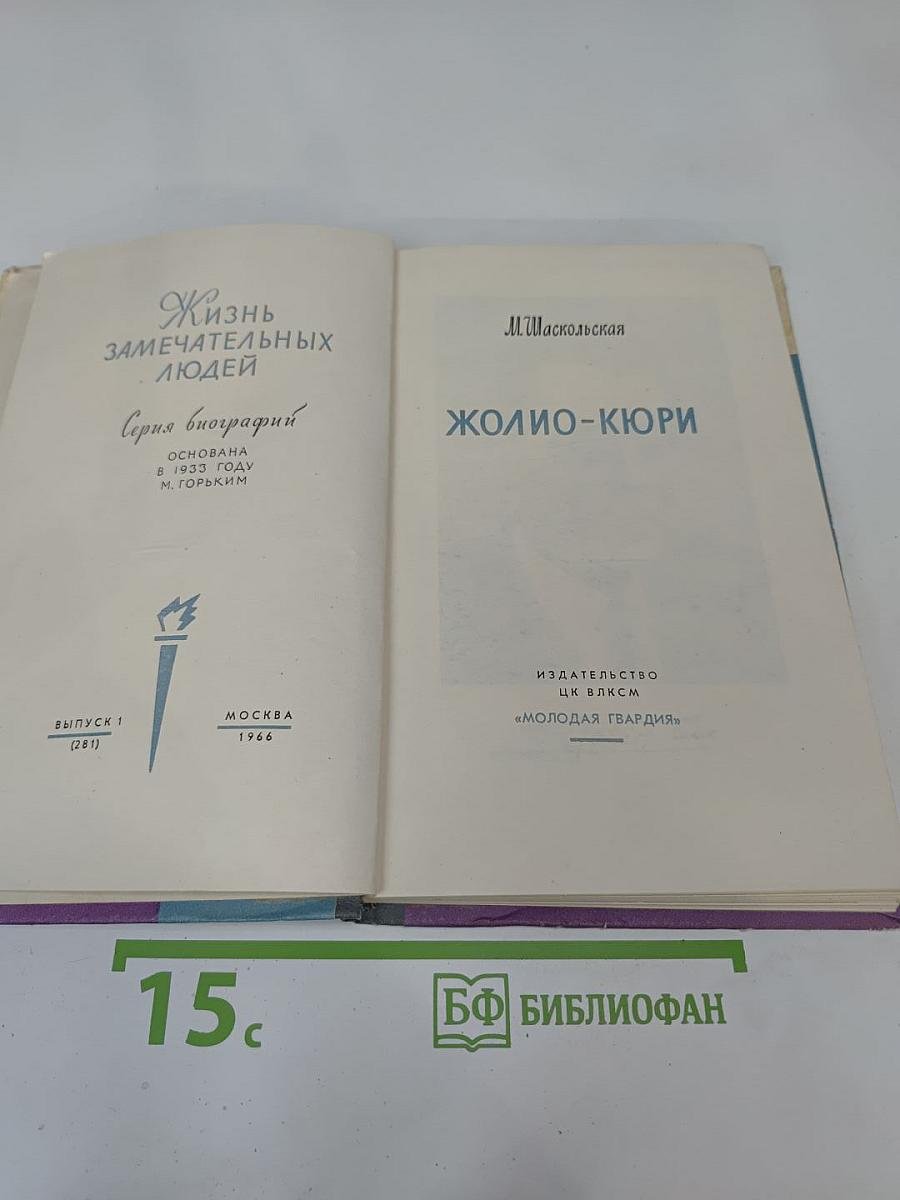 Жизнь
ЗАМЕЧАТЕЛЬНЫХ
ЛЮДЕЙ
Серия биографий
ОСНОВАНА
В 1933 ГОДУ
М. ГОРЬКИМ
ВЫПУСК 1
(281)
МОСКВА
1966
М. Шаскольская
ЖОЛИО-КЮРИ
ИЗДАТЕЛЬСТВО
ЦК ВЛКСМ
«МОЛОДАЯ ГВАРДИЯ»
15 с
БФ БИБЛИОФАН